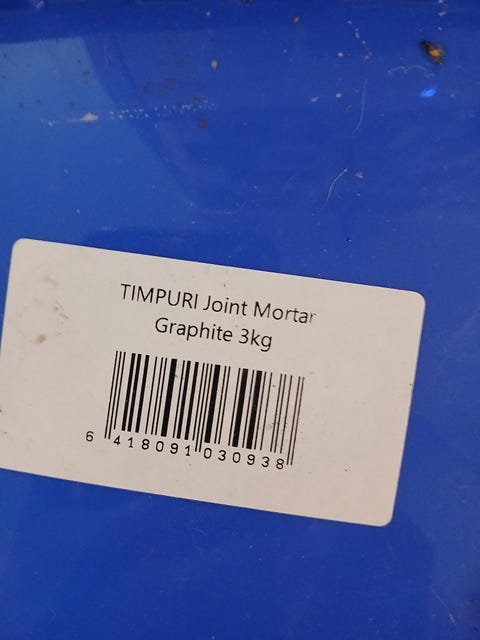 TIMPURI Joint Mortar
Graphite 3kg
6 418091 030938